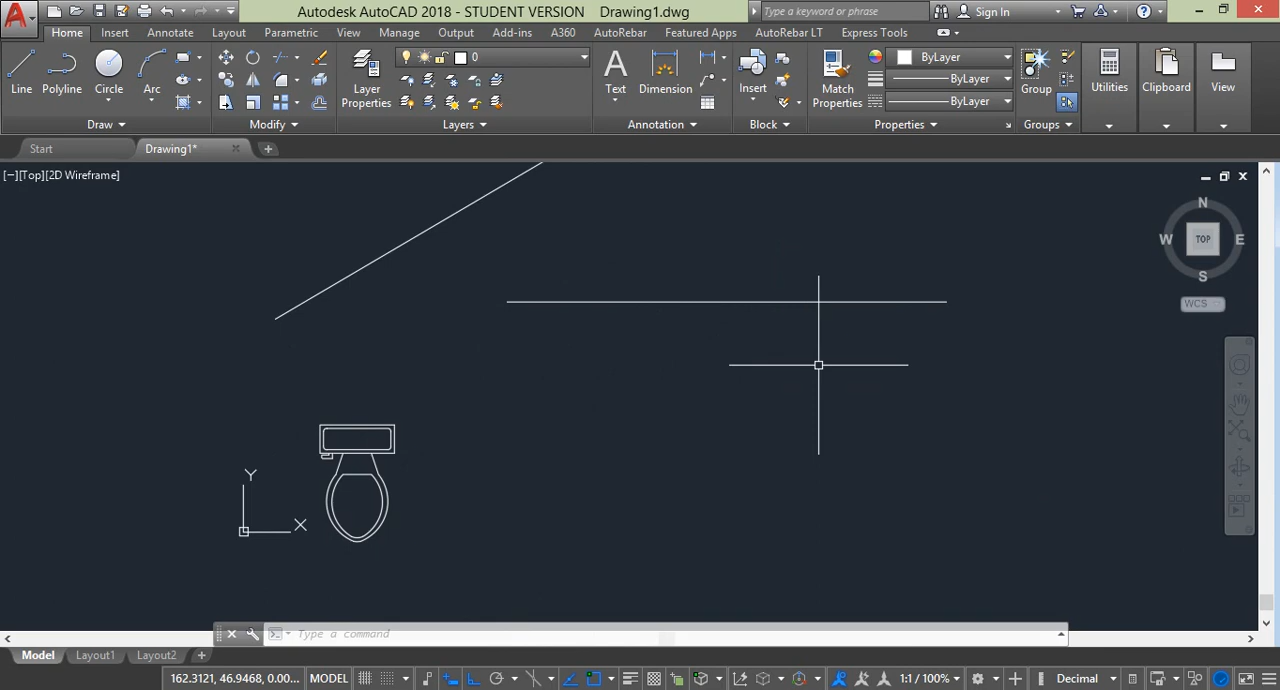 Autodesk AutoCAD 2018 - STUDENT VERSION Drawing1.dwg
Type a keyword or phrase
Sign In
Home Insert Annotate Layout Parametric View Manage Output Add-ins A360 AutoRebar Featured Apps AutoRebar LT Express Tools
0
ByLayer
ByLayer
ByLayer
Line Polyline Circle Arc
Layer Properties
Text Dimension
Insert
Match Properties
Group
Utilities
Clipboard
View
Draw Modify Layers Annotation Block Properties Groups
Start Drawing1*
[−][Top][2D Wireframe]
N
W TOP E
S
WCS
Y
X
Type a command
Model Layout1 Layout2
162.3121, 46.9468, 0.00... MODEL 1:1 / 100% Decimal